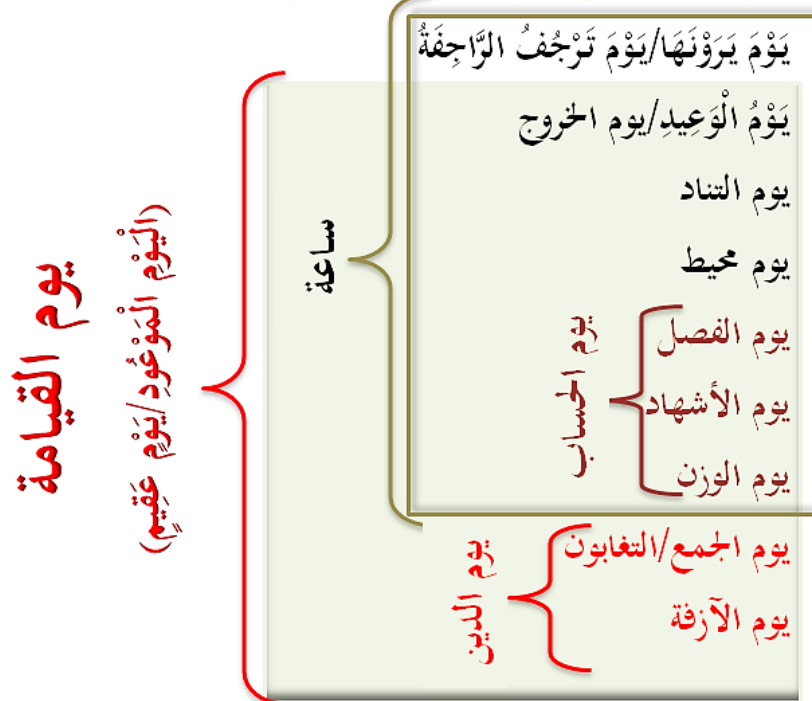 يَوْمَ يَرَوْنَهَا/يَوْمَ تَرْجُفُ الرَّاجِفَةُ
يَوْمُ الْوَعِيدِ/يوم الخروج
يوم التناد
يوم محيط
يوم الفصل
يوم الأشهاد
يوم الوزن
يوم الجمع/التغابون
يوم الآزفة
يوم الحساب
يوم الدين
ساعة
(الْيَوْمِ الْمَوْعُودِ/يَوْمٍ عَقِيمٍ)
يوم القيامة